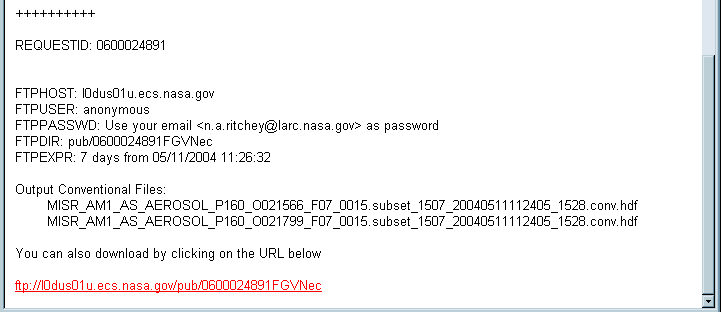 ++++++++++
REQUESTID: 0600024891
FTPHOST: l0dus01u.ecs.nasa.gov
FTPUSER: anonymous
FTPPASSWD: Use your email <n.a.ritchey@larc.nasa.gov> as password
FTPDIR: pub/0600024891FGVNec
FTPEXPR: 7 days from 05/11/2004 11:26:32
Output Conventional Files:
MISR_AM1_AS_AEROSOL_P160_O021566_F07_0015.subset_1507_20040511112405_1528.conv.hdf
MISR_AM1_AS_AEROSOL_P160_O021799_F07_0015.subset_1507_20040511112405_1528.conv.hdf
You can also download by clicking on the URL below
ftp://l0dus01u.ecs.nasa.gov/pub/0600024891FGVNec